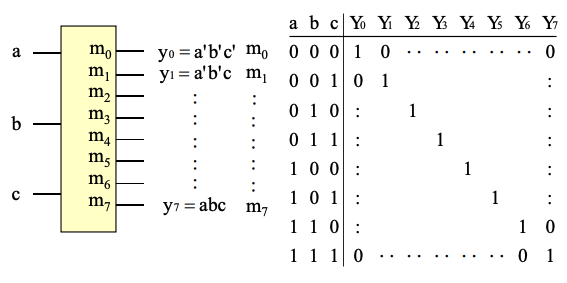 a b c Y₀ Y₁ Y₂ Y₃ Y₄ Y₅ Y₆ Y₇
a m₀ y₀ = a'b'c' m₀ 0 0 0 1 0 ·· ·· ·· ·· ·· 0
m₁ y₁ = a'b'c m₁ 0 0 1 0 1 :
m₂ : : 0 1 0 : 1 :
b m₃ : : 0 1 1 : 1 :
m₄ : : 1 0 0 : 1 :
m₅ : : 1 0 1 : 1 :
c m₆ : : 1 1 0 : 1 0
m₇ y₇ = abc m₇ 1 1 1 0 ·· ·· ·· ·· ·· 0 1